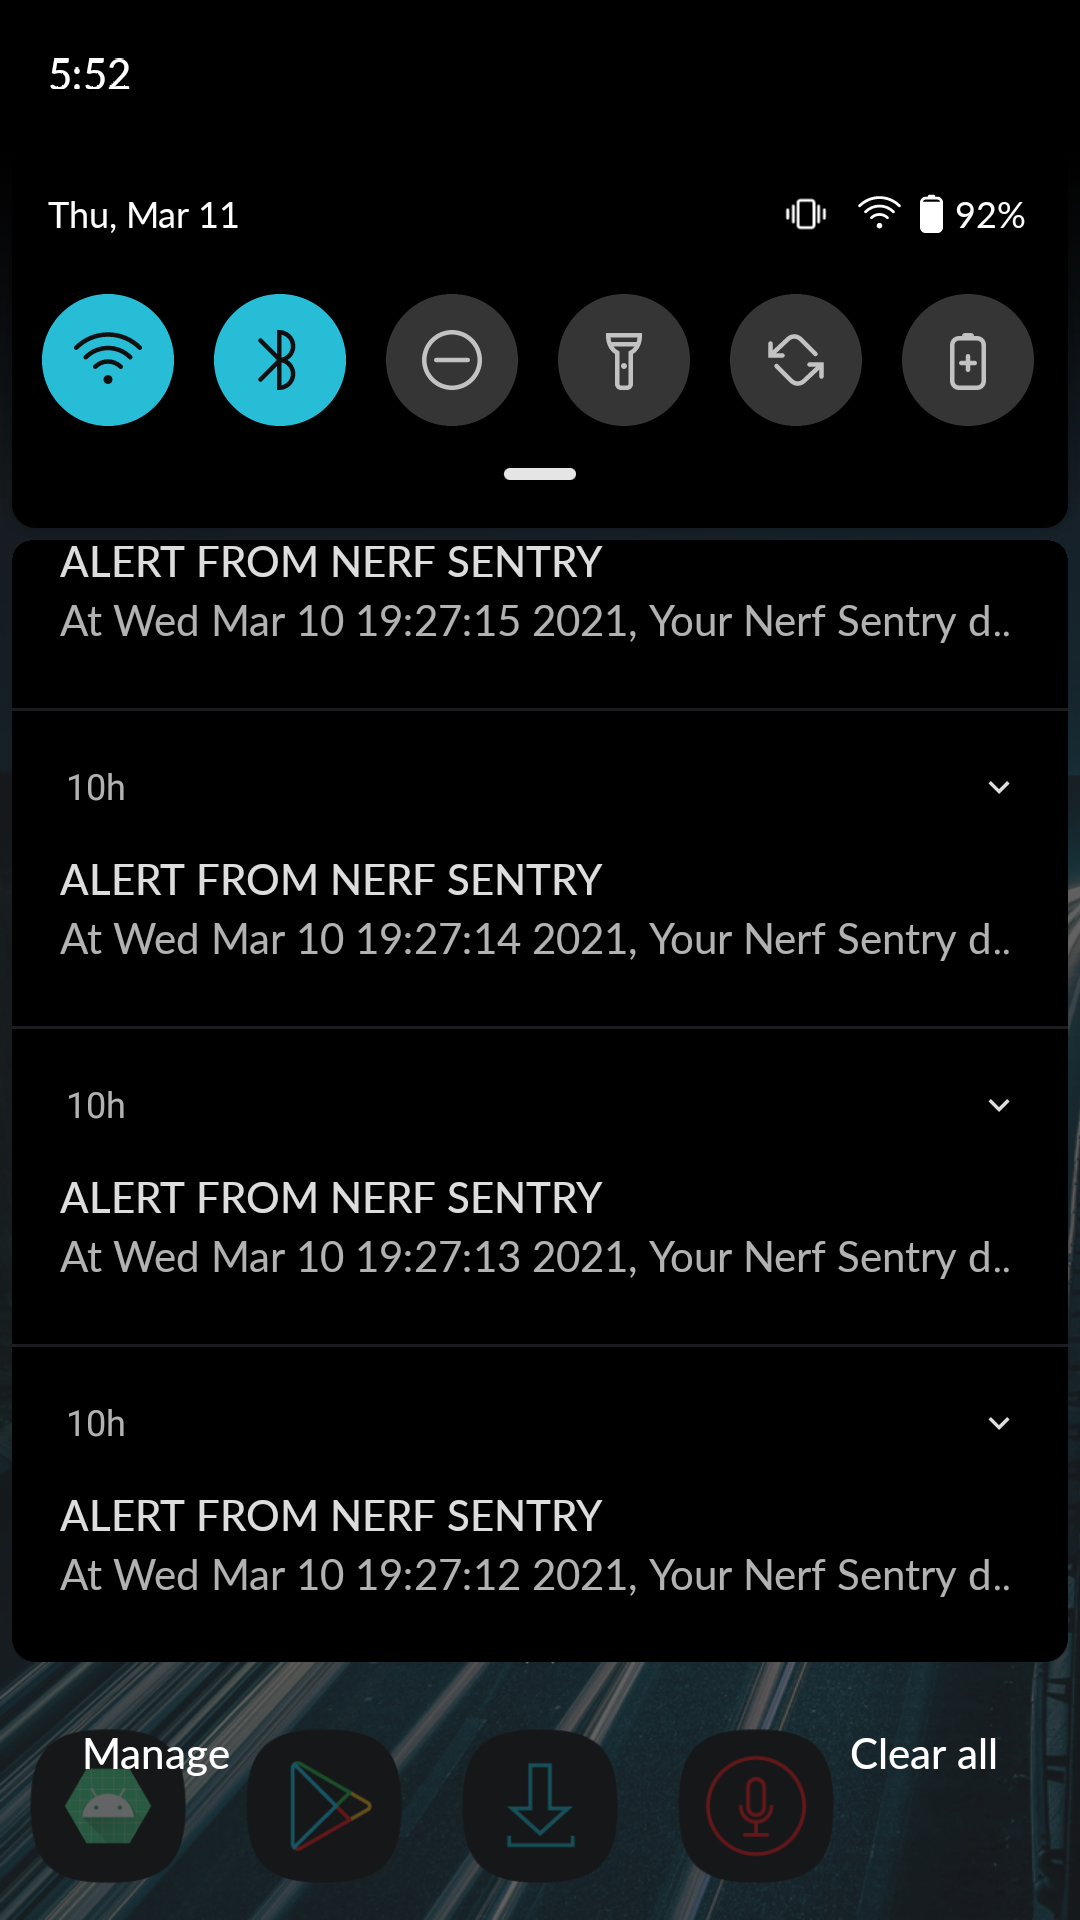 5:52
Thu, Mar 11
92%
ALERT FROM NERF SENTRY
At Wed Mar 10 19:27:15 2021, Your Nerf Sentry d..
10h
ALERT FROM NERF SENTRY
At Wed Mar 10 19:27:14 2021, Your Nerf Sentry d..
10h
ALERT FROM NERF SENTRY
At Wed Mar 10 19:27:13 2021, Your Nerf Sentry d..
10h
ALERT FROM NERF SENTRY
At Wed Mar 10 19:27:12 2021, Your Nerf Sentry d..
Manage
Clear all